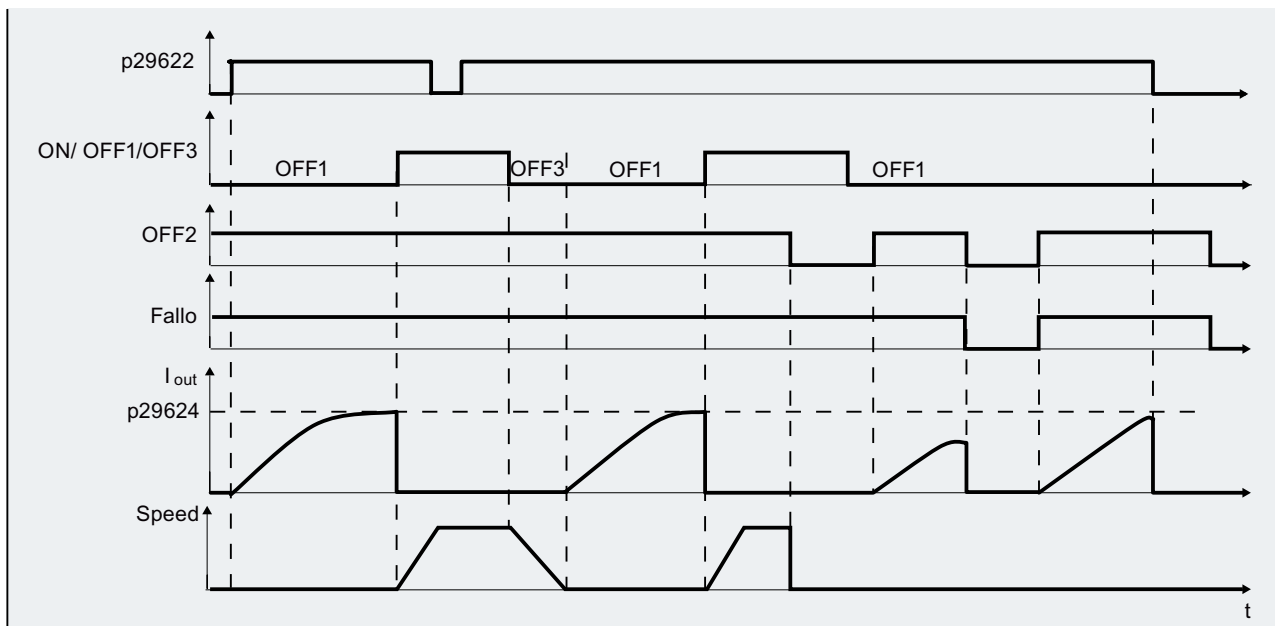 p29622
ON/ OFF1/OFF3
OFF1
OFF3
OFF1
OFF1
OFF2
Fallo
I out
p29624
Speed
t